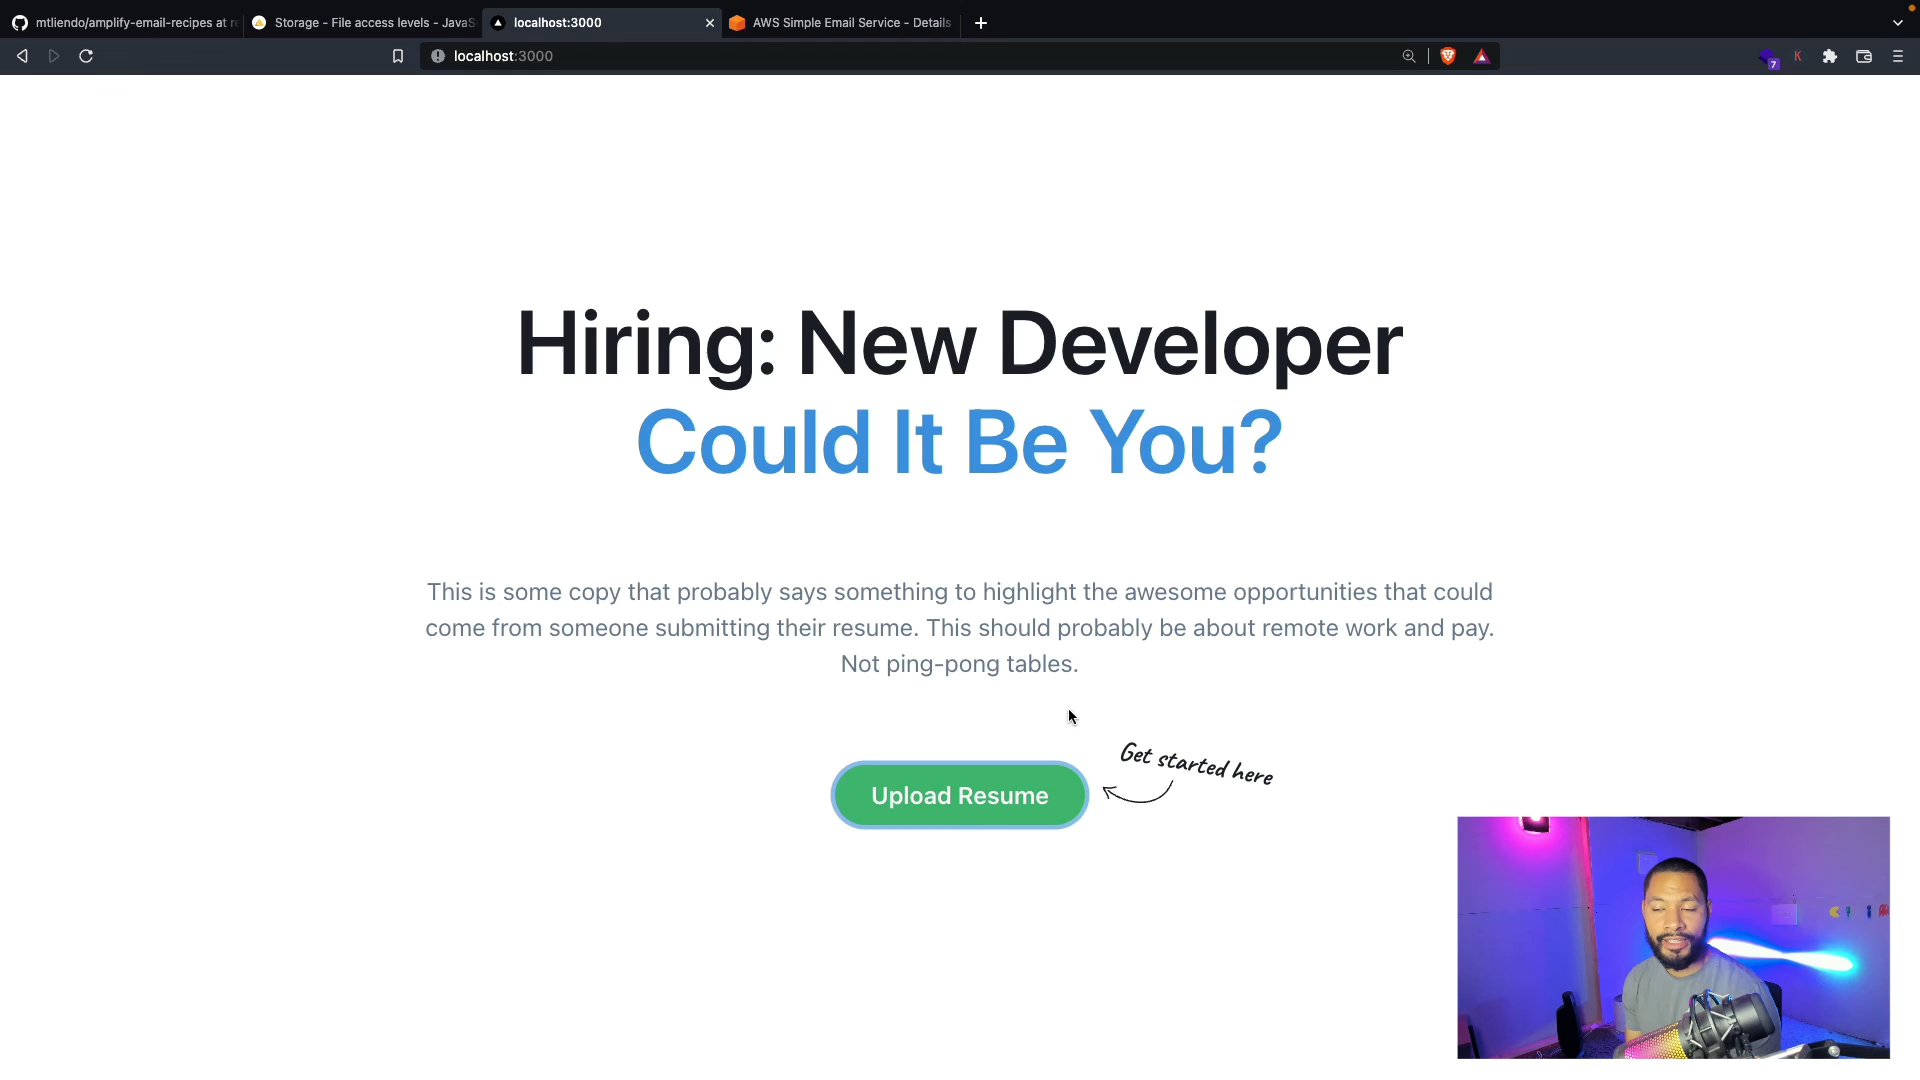 mtliendo/amplify-email-recipes at r
Storage - File access levels - JavaS
localhost:3000
AWS Simple Email Service - Details
localhost:3000
7
K
Hiring: New Developer
Could It Be You?
This is some copy that probably says something to highlight the awesome opportunities that could
come from someone submitting their resume. This should probably be about remote work and pay.
Not ping-pong tables.
Get started here
Upload Resume